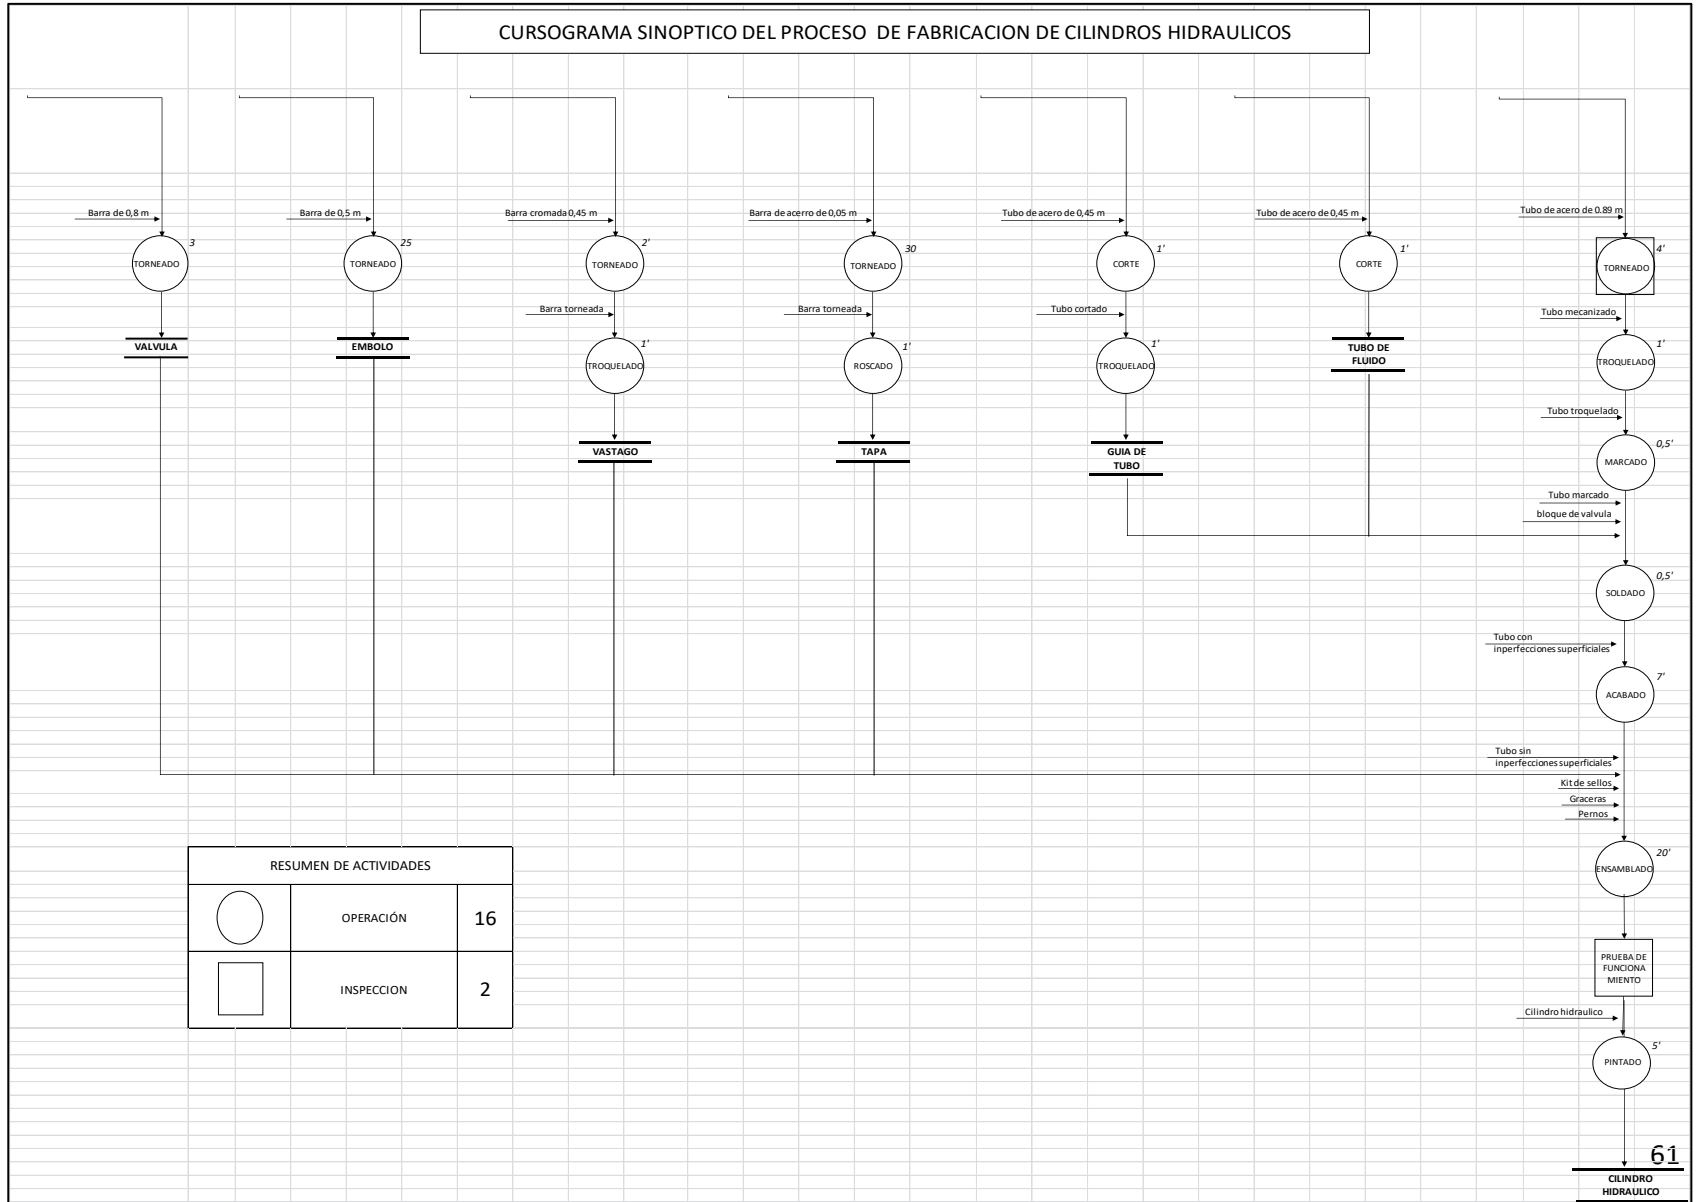 CURSOGRAMA SINOPTICO DEL PROCESO DE FABRICACION DE CILINDROS HIDRAULICOS
Barra de 0,8 m
Barra de 0,5 m
Barra cromada 0,45 m
Barra de acerro de 0,05 m
Tubo de acero de 0,45 m
Tubo de acero de 0,45 m
Tubo de acero de 0.89 m
3
25
2'
30
1'
1'
4'
TORNEADO
TORNEADO
TORNEADO
TORNEADO
CORTE
CORTE
TORNEADO
Barra torneada
Barra torneada
Tubo cortado
Tubo mecanizado
VALVULA
EMBOLO
1'
TROQUELADO
1'
ROSCADO
1'
TROQUELADO
TUBO DE
FLUIDO
1'
TROQUELADO
Tubo troquelado
VASTAGO
TAPA
GUIA DE
TUBO
0,5'
MARCADO
Tubo marcado
bloque de valvula
0,5'
SOLDADO
Tubo con
inperfecciones superficiales
7'
ACABADO
Tubo sin
inperfecciones superficiales
Kit de sellos
Graceras
Pernos
20'
ENSAMBLADO
RESUMEN DE ACTIVIDADES
OPERACIÓN
16
INSPECCION
2
PRUEBA DE
FUNCIONA
MIENTO
Cilindro hidraulico
5'
PINTADO
61
CILINDRO
HIDRAULICO